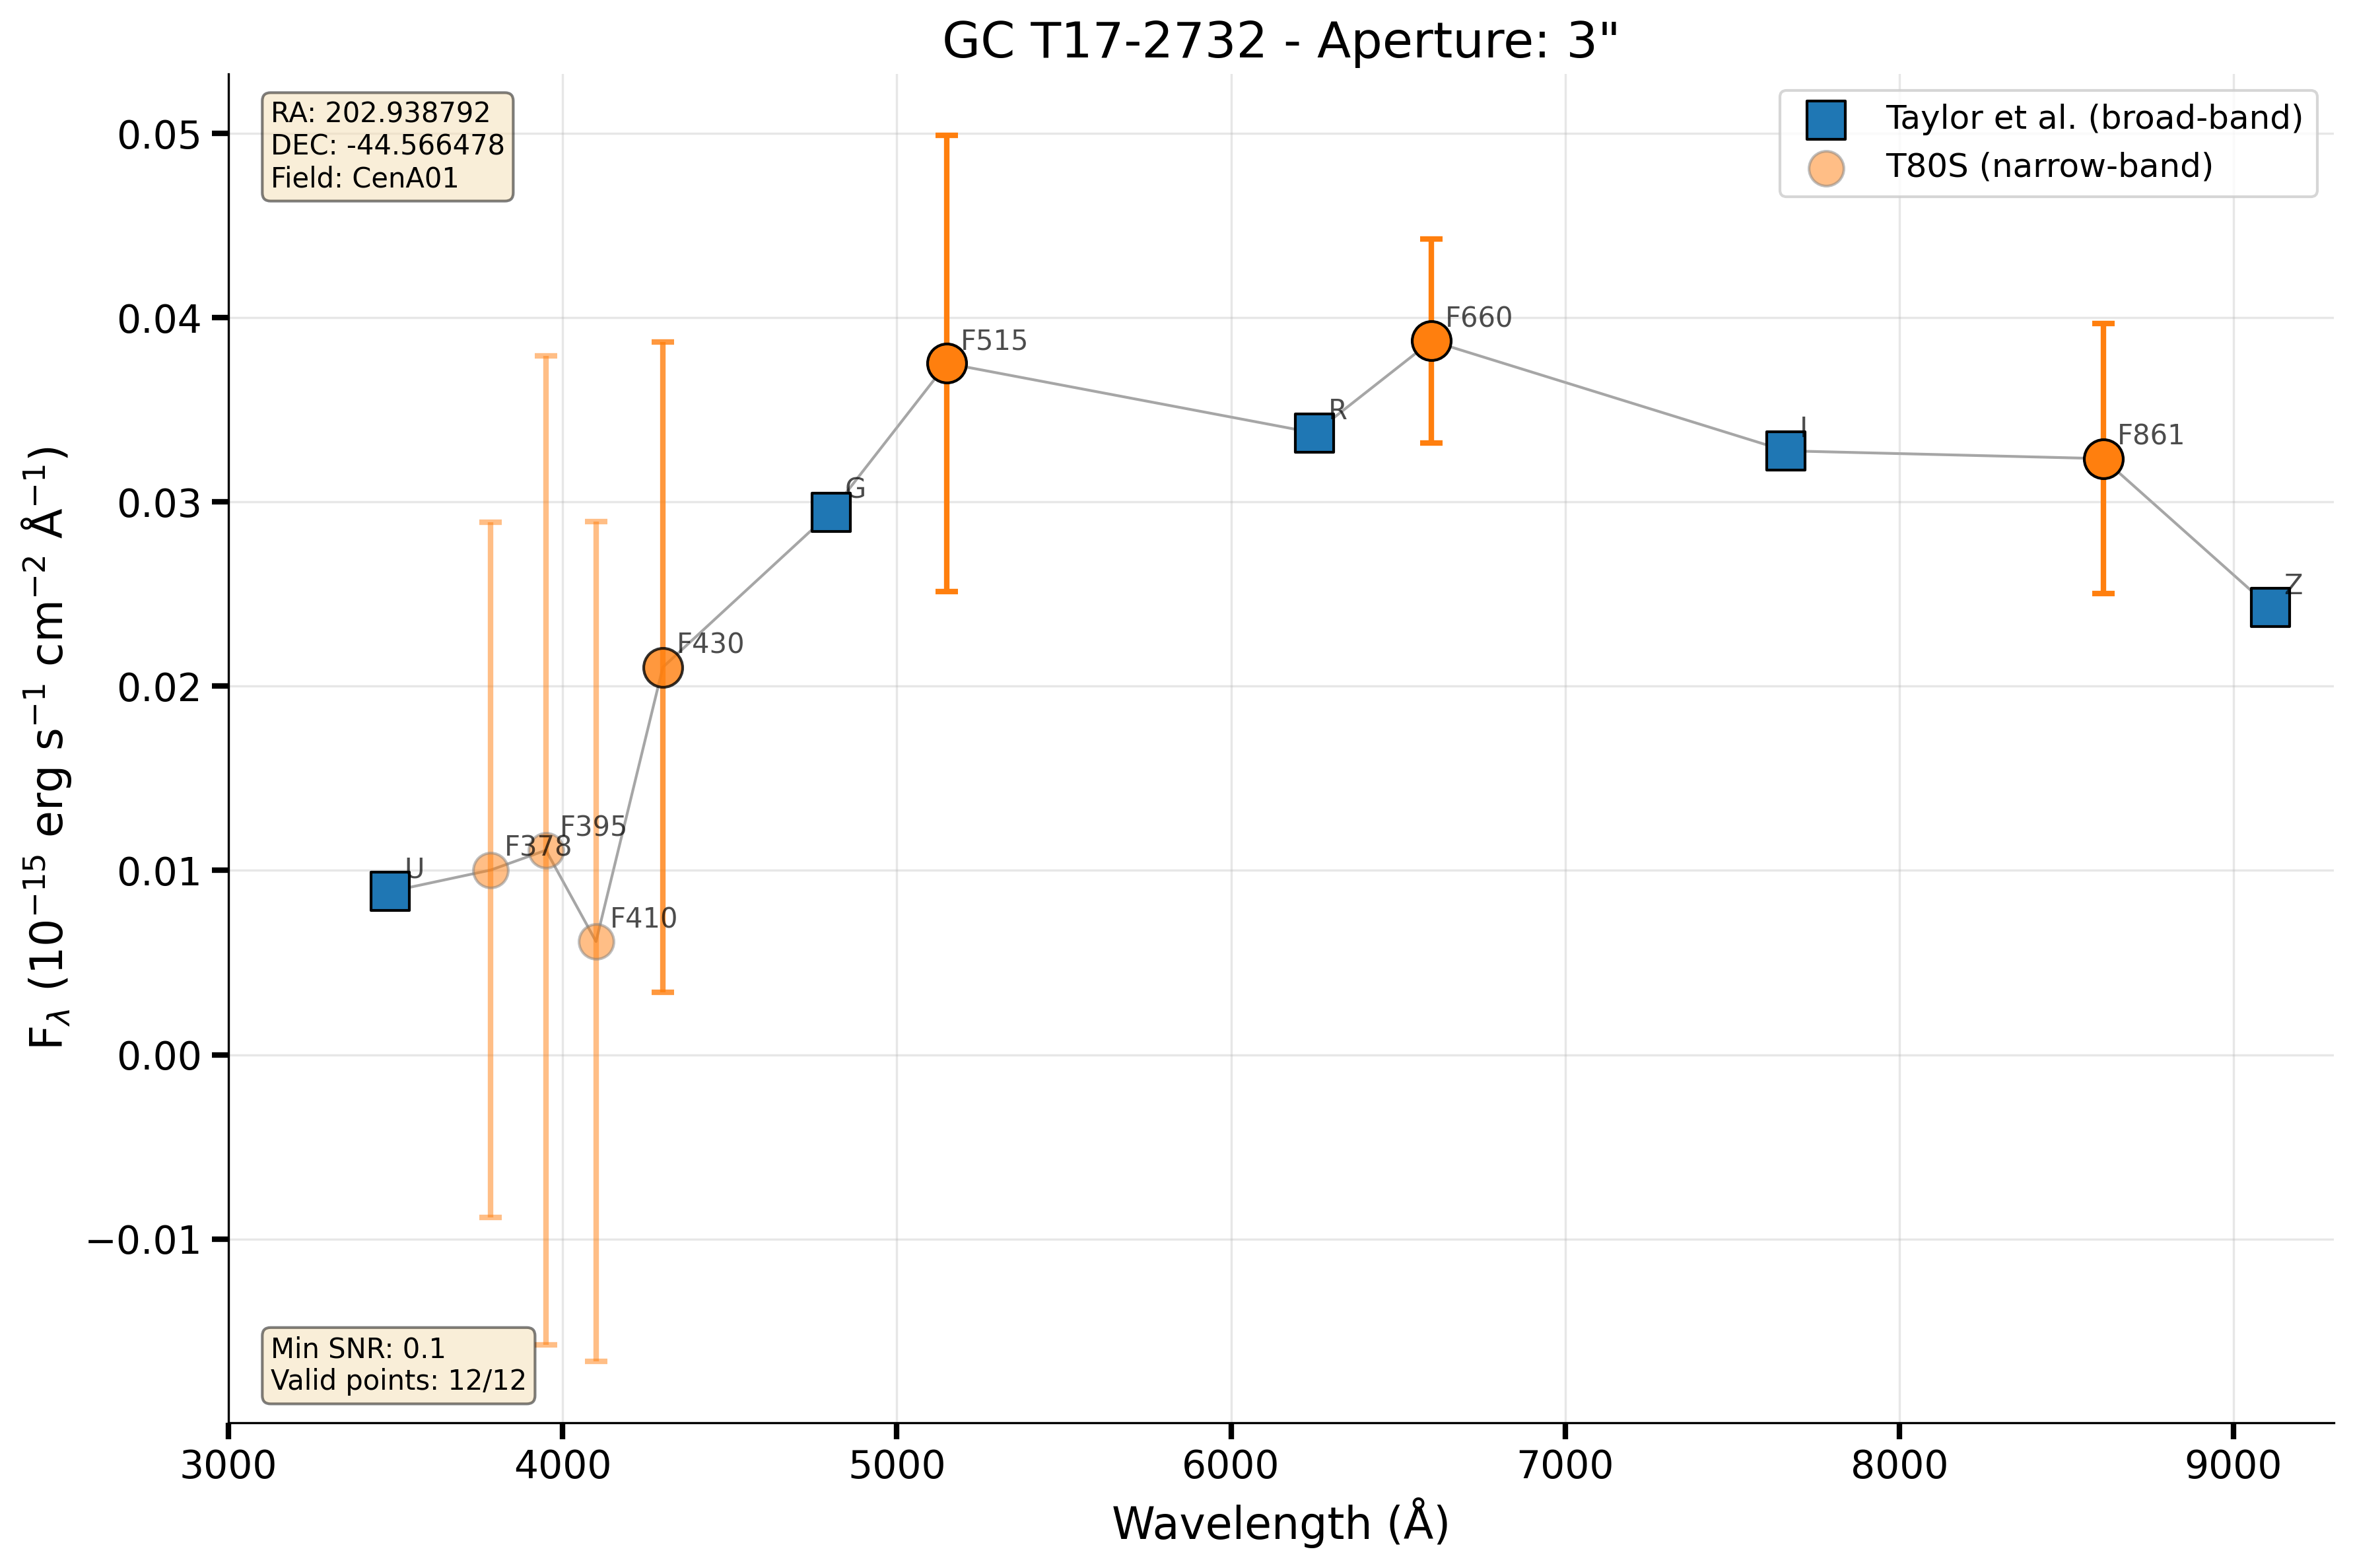 GC T17-2732 - Aperture: 3"
RA: 202.938792
DEC: -44.566478
Field: CenA01
Taylor et al. (broad-band)
T80S (narrow-band)
0.05
0.04
0.03
0.02
0.01
0.00
−0.01
F$_λ$ (10$^{−15}$ erg s$^{−1}$ cm$^{−2}$ Å$^{−1}$)
U
F378
F395
F410
F430
G
F515
R
F660
I
F861
Z
Min SNR: 0.1
Valid points: 12/12
3000 4000 5000 6000 7000 8000 9000
Wavelength (Å)